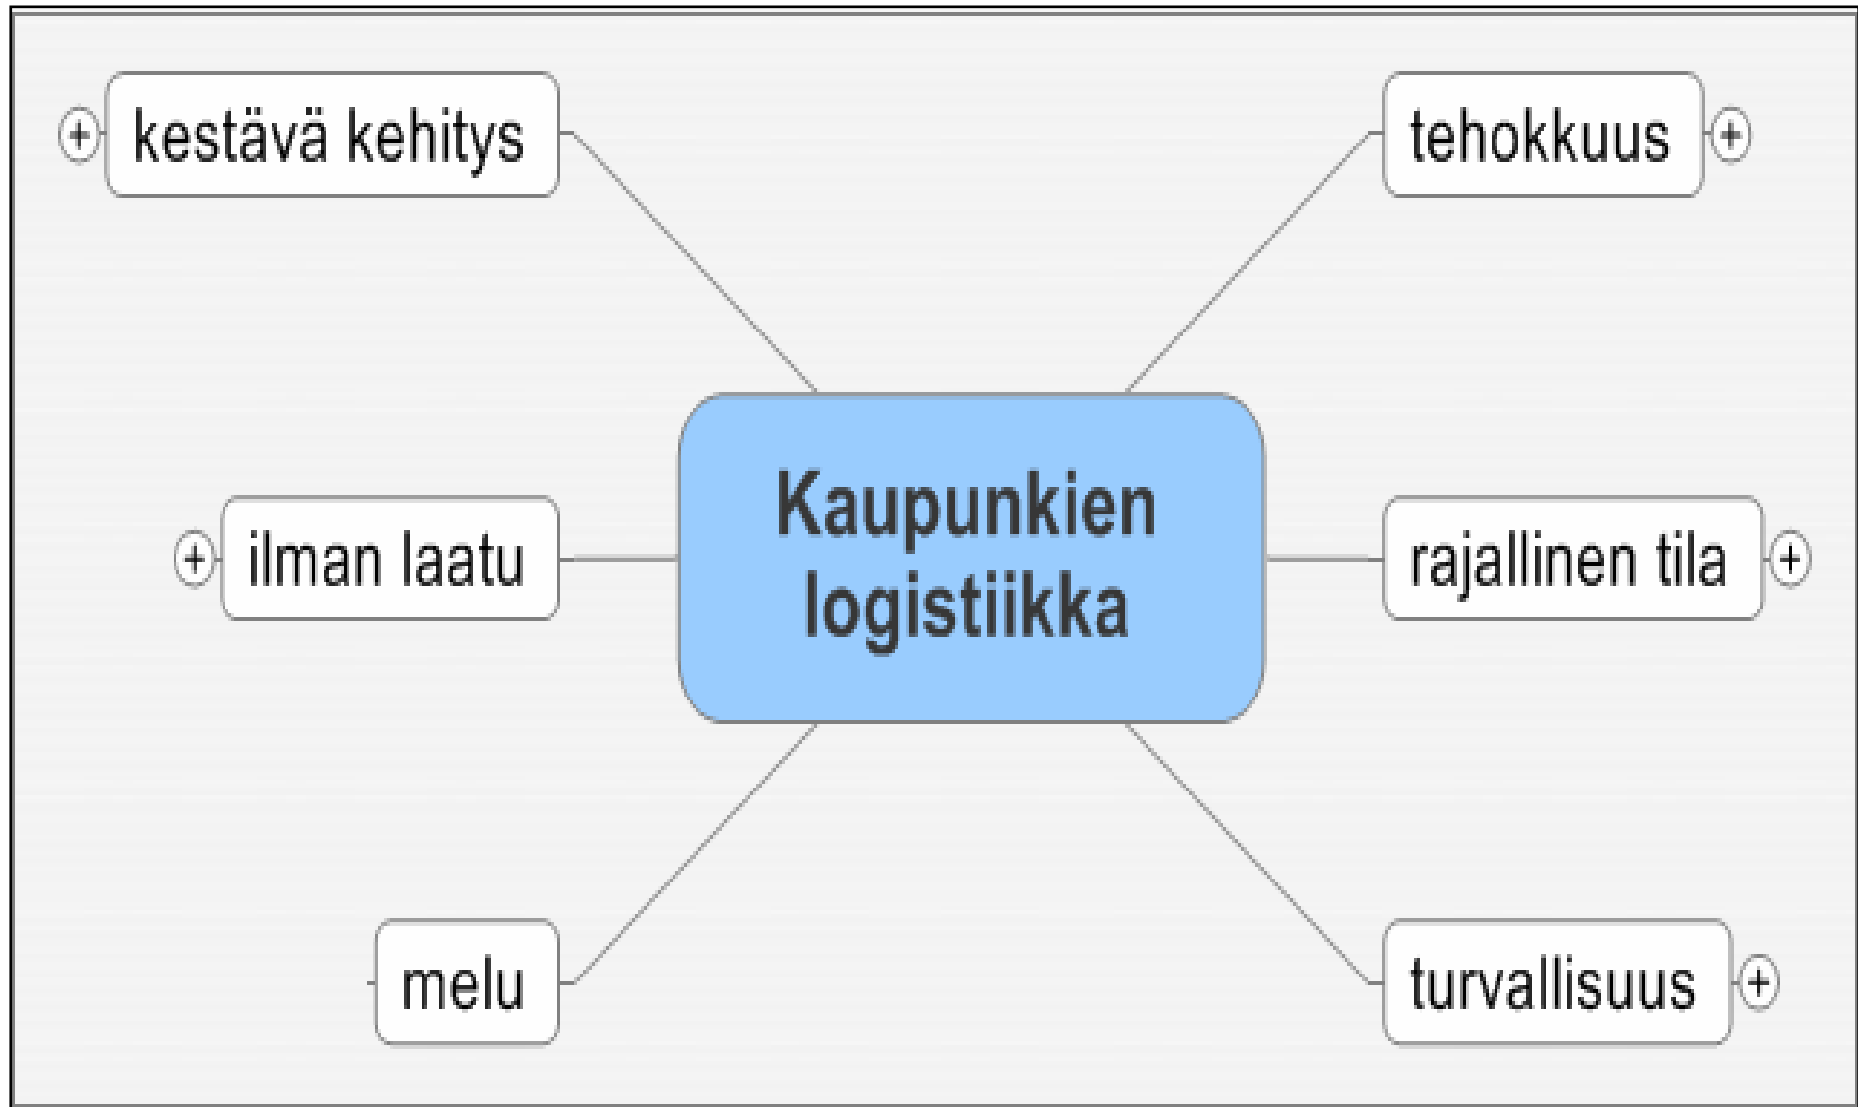 kestävä kehitys
tehokkuus
Kaupunkien
logistiikka
ilman laatu
rajallinen tila
melu
turvallisuus